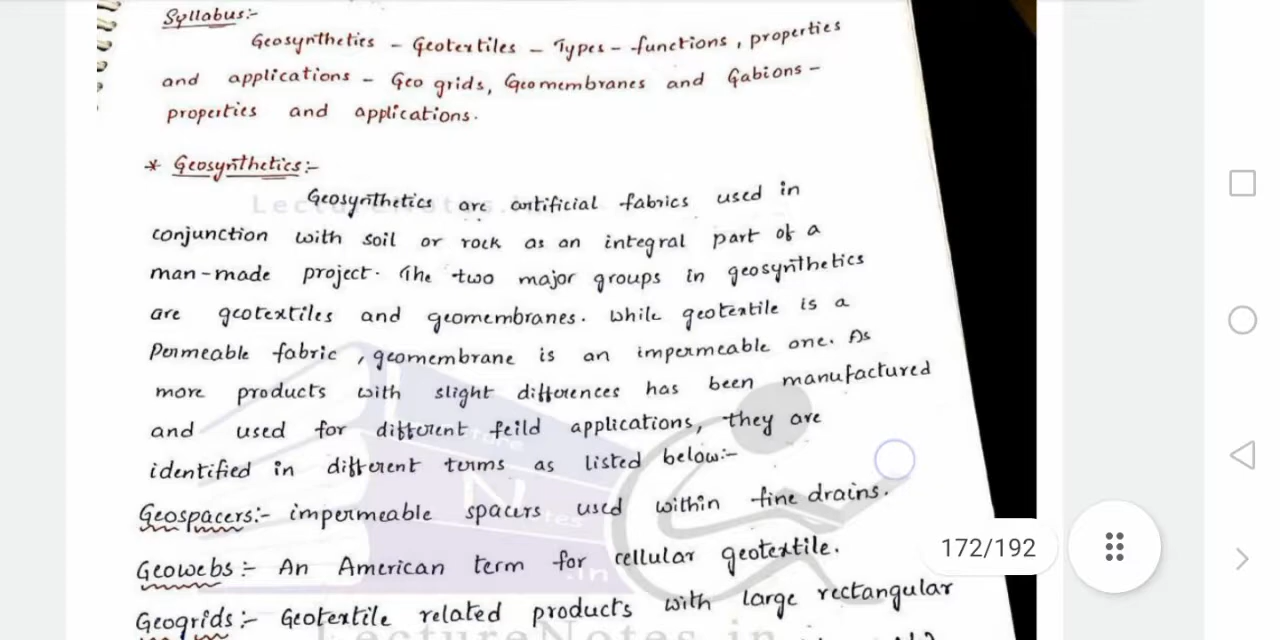 Syllabus:-
Geosynthetics - Geotextiles - Types - functions, properties
and applications - Geo grids, Geomembranes and Gabions -
properties and applications.
* Geosynthetics:-
Geosynthetics are artificial fabrics used in
conjunction with soil or rock as an integral part of a
man-made project. The two major groups in geosynthetics
are geotextiles and geomembranes. While geotextile is a
Permeable fabric, geomembrane is an impermeable one. As
more products with slight differences has been manufactured
and used for different feild applications, they are
identified in different terms as listed below:-
Geospacers:- impermeable spacers used within fine drains.
172/192
Geowebs:- An American term for cellular geotextile.
Geogrids:- Geotextile related products with large rectangular
LectureNotes.in